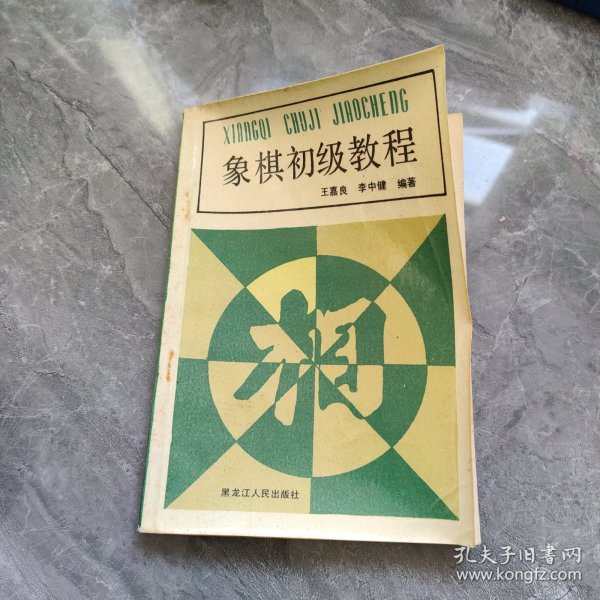 XIANGQI CHUJI JIAOCHENG
象棋初级教程
王嘉良 李中健 编著
相
黑龙江人民出版社
孔夫子旧书网
www.kongfz.com